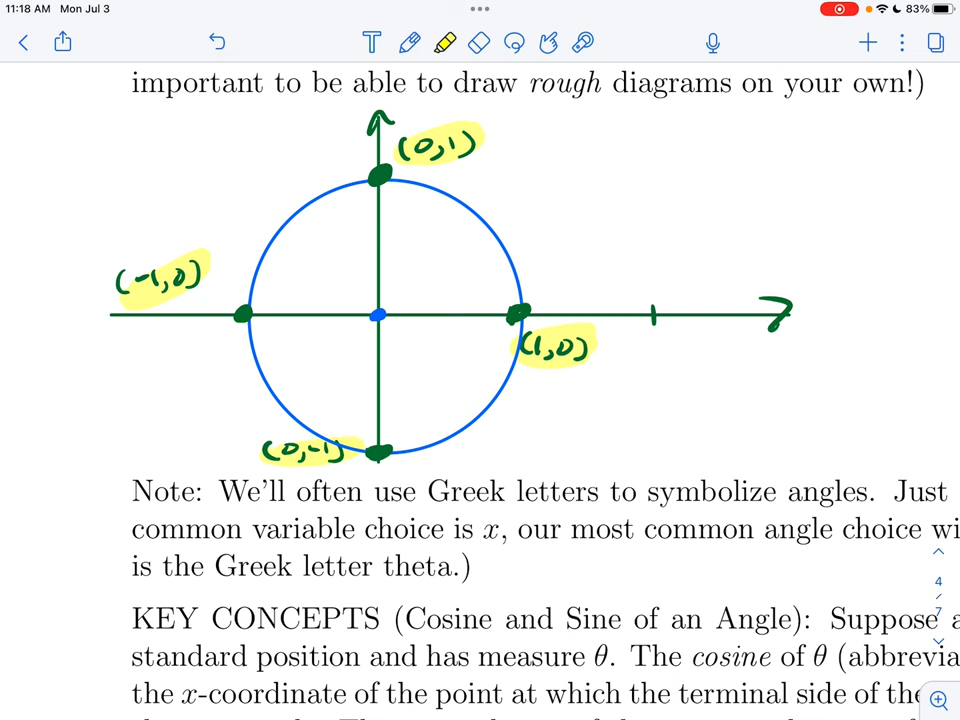 11:18 AM Mon Jul 3
83%
important to be able to draw rough diagrams on your own!)
(0,1)
(-1,0)
(1,0)
(0,-1)
Note: We'll often use Greek letters to symbolize angles. Just
common variable choice is x, our most common angle choice wi
is the Greek letter theta.)
4
/
7
KEY CONCEPTS (Cosine and Sine of an Angle): Suppose a
standard position and has measure θ. The cosine of θ (abbrevia
the x-coordinate of the point at which the terminal side of the